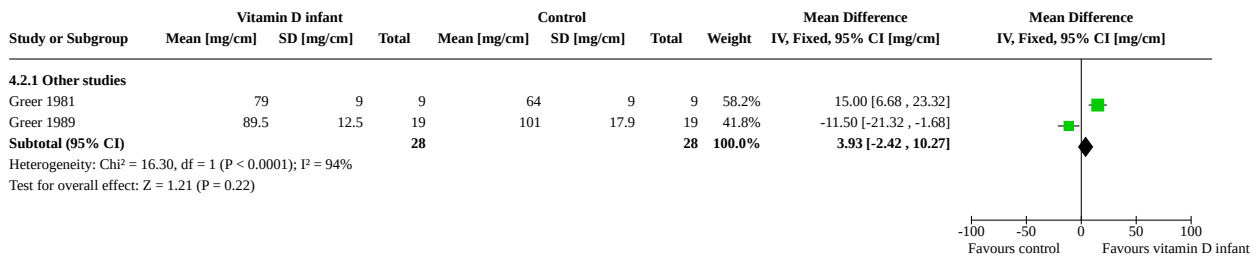 Vitamin D infant Control Mean Difference Mean Difference
Study or Subgroup Mean [mg/cm] SD [mg/cm] Total Mean [mg/cm] SD [mg/cm] Total Weight IV, Fixed, 95% CI [mg/cm] IV, Fixed, 95% CI [mg/cm]
4.2.1 Other studies
Greer 1981 79 9 9 64 9 9 58.2% 15.00 [6.68 , 23.32]
Greer 1989 89.5 12.5 19 101 17.9 19 41.8% -11.50 [-21.32 , -1.68]
Subtotal (95% CI) 28 28 100.0% 3.93 [-2.42 , 10.27]
Heterogeneity: Chi² = 16.30, df = 1 (P < 0.0001); I² = 94%
Test for overall effect: Z = 1.21 (P = 0.22)
-100 -50 0 50 100
Favours control Favours vitamin D infant